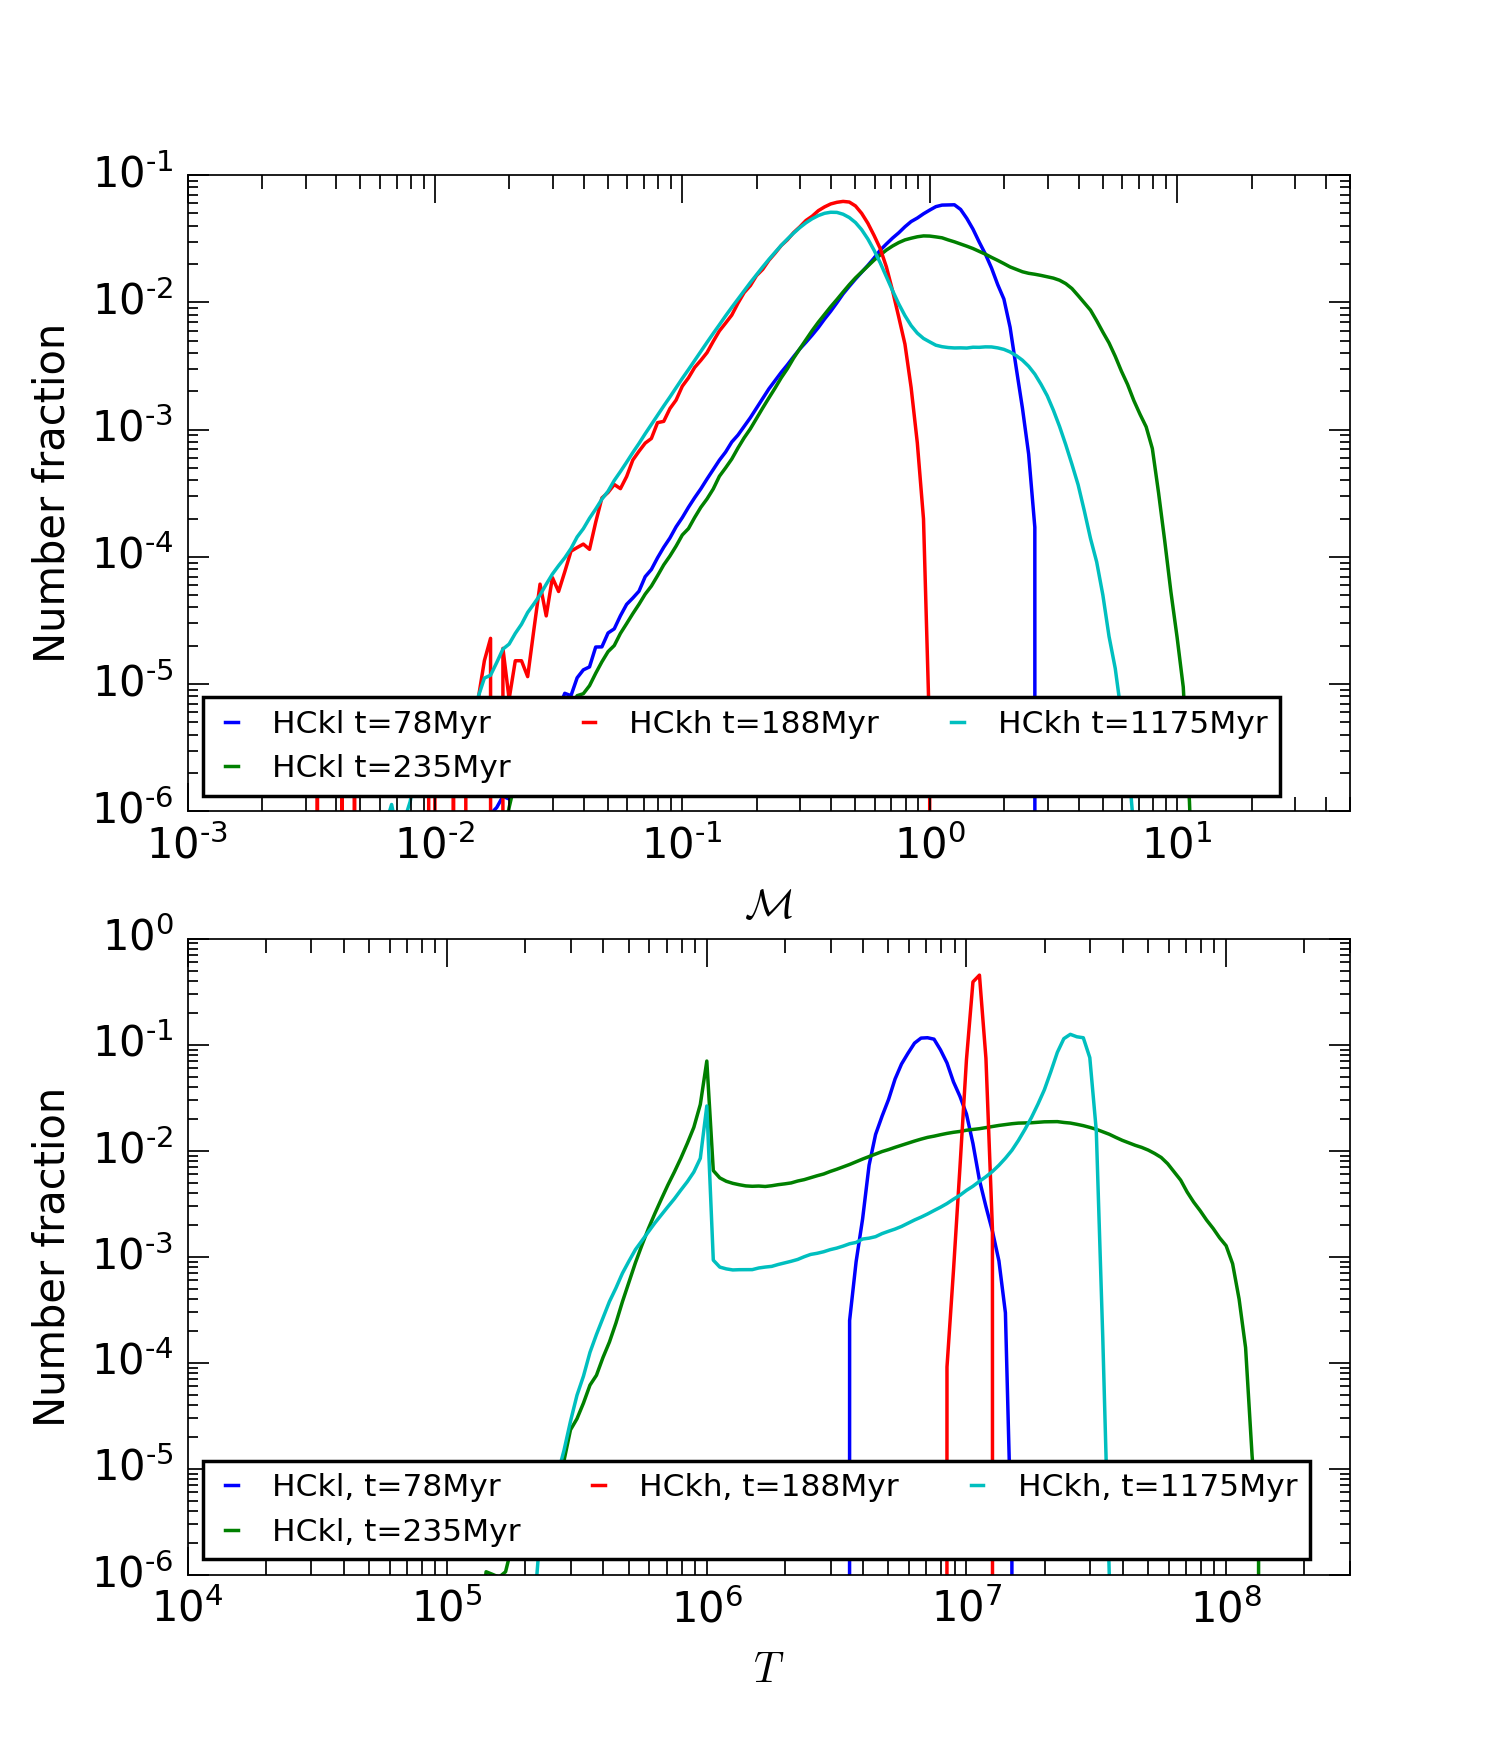 10^-1
10^-2
10^-3
10^-4
10^-5
10^-6
Number fraction
HCkl t=78Myr
HCkh t=188Myr
HCkh t=1175Myr
HCkl t=235Myr
10^-3 10^-2 10^-1 10^0 10^1
ℳ
10^0
10^-1
10^-2
10^-3
10^-4
10^-5
10^-6
Number fraction
HCkl, t=78Myr
HCkh, t=188Myr
HCkh, t=1175Myr
HCkl, t=235Myr
10^4 10^5 10^6 10^7 10^8
T